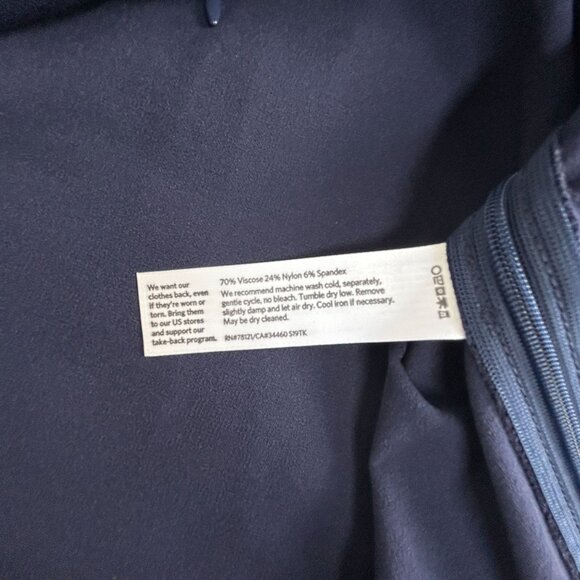 We want our
clothes back, even
if they're worn or
torn. Bring them
to our US stores
and support our
take-back program.
70% Viscose 24% Nylon 6% Spandex
We recommend machine wash cold, separately,
gentle cycle, no bleach. Tumble dry low. Remove
slightly damp and let air dry. Cool iron if necessary.
May be dry cleaned.
RN#78121/CA#34460 S19TK